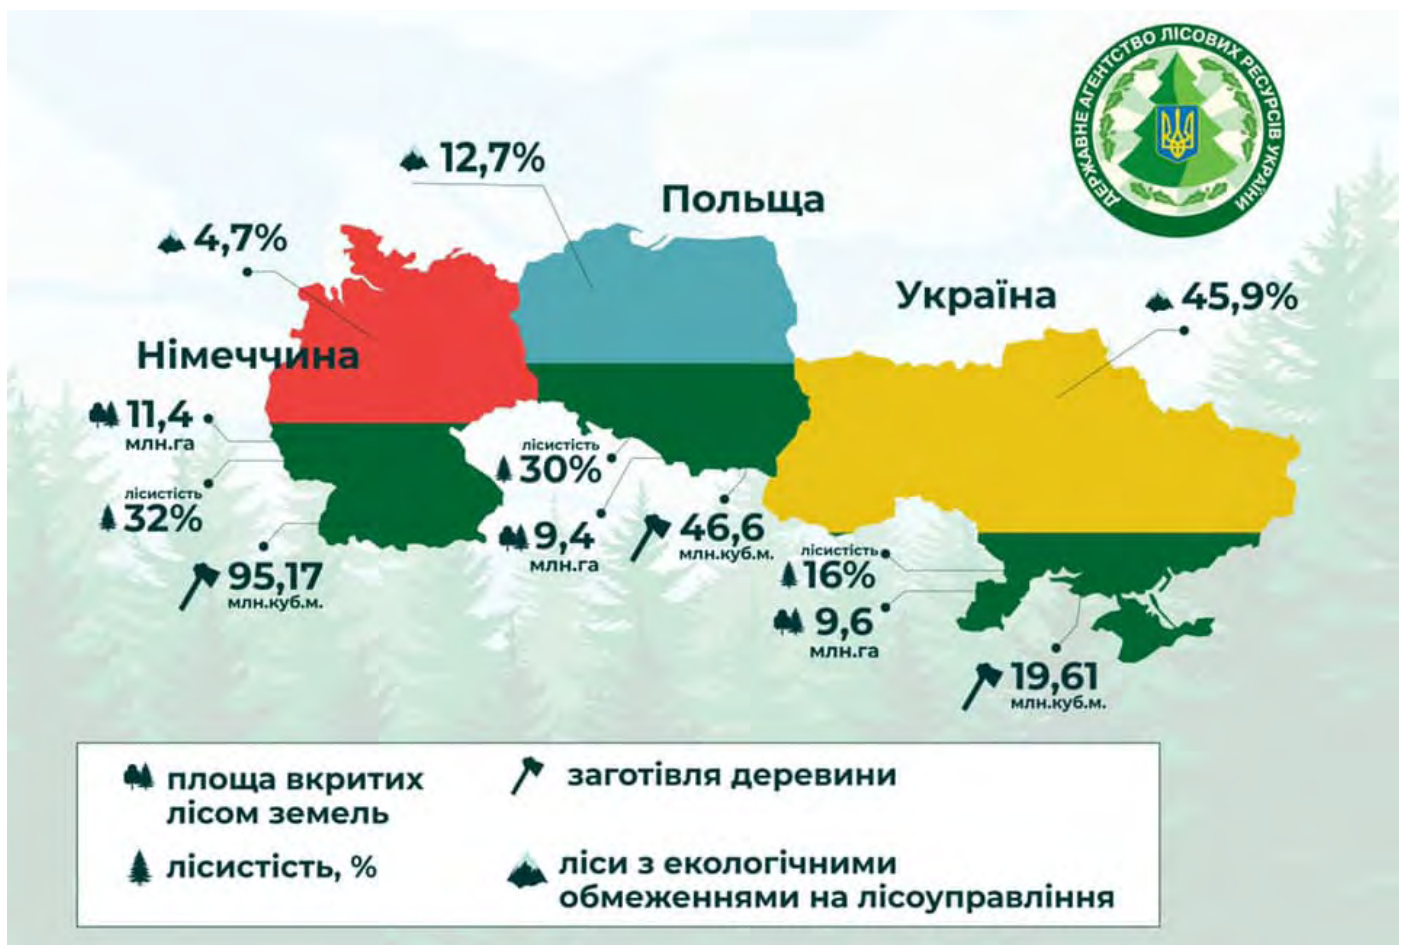 ДЕРЖАВНЕ АГЕНТСТВО ЛІСОВИХ РЕСУРСІВ УКРАЇНИ
12,7%
Польща
4,7%
Україна
45,9%
Німеччина
11,4
млн.га
лісистість
32%
95,17
млн.куб.м.
лісистість
30%
9,4
млн.га
46,6
млн.куб.м.
лісистість
16%
9,6
млн.га
19,61
млн.куб.м.
площа вкритих
лісом земель
заготівля деревини
лісистість, %
ліси з екологічними
обмеженнями на лісоуправління